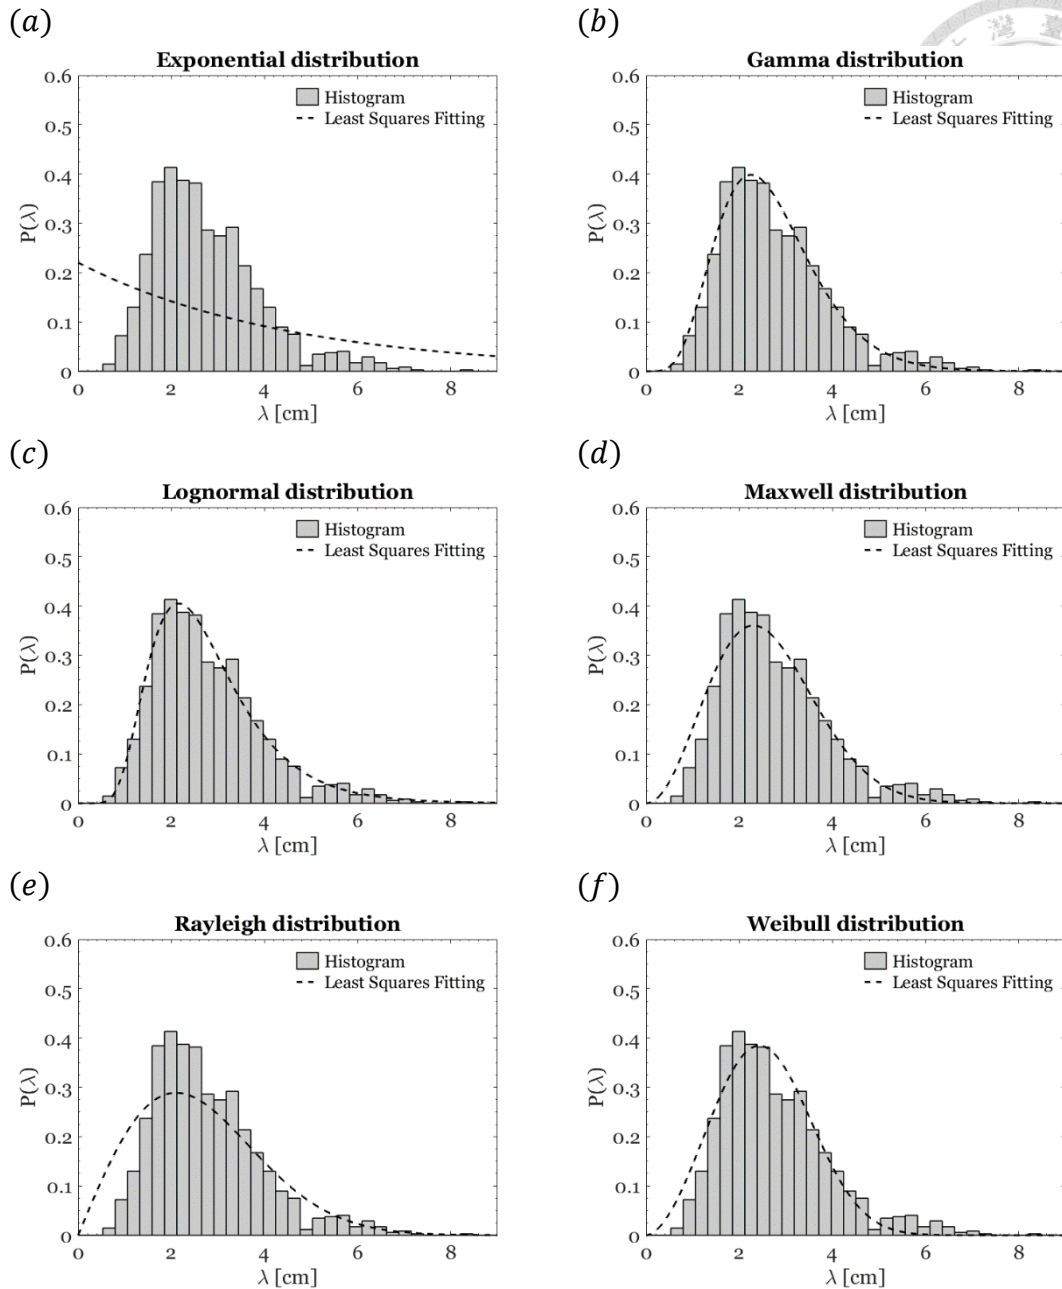 (a)
(b)
灣 臺
Exponential distribution
Gamma distribution
0.6
0.5
0.4
0.3
0.2
0.1
0
P(λ)
Histogram
Least Squares Fitting
0 2 4 6 8
λ [cm]
0.6
0.5
0.4
0.3
0.2
0.1
0
P(λ)
Histogram
Least Squares Fitting
0 2 4 6 8
λ [cm]
(c)
(d)
Lognormal distribution
Maxwell distribution
0.6
0.5
0.4
0.3
0.2
0.1
0
P(λ)
Histogram
Least Squares Fitting
0 2 4 6 8
λ [cm]
0.6
0.5
0.4
0.3
0.2
0.1
0
P(λ)
Histogram
Least Squares Fitting
0 2 4 6 8
λ [cm]
(e)
(f)
Rayleigh distribution
Weibull distribution
0.6
0.5
0.4
0.3
0.2
0.1
0
P(λ)
Histogram
Least Squares Fitting
0 2 4 6 8
λ [cm]
0.6
0.5
0.4
0.3
0.2
0.1
0
P(λ)
Histogram
Least Squares Fitting
0 2 4 6 8
λ [cm]